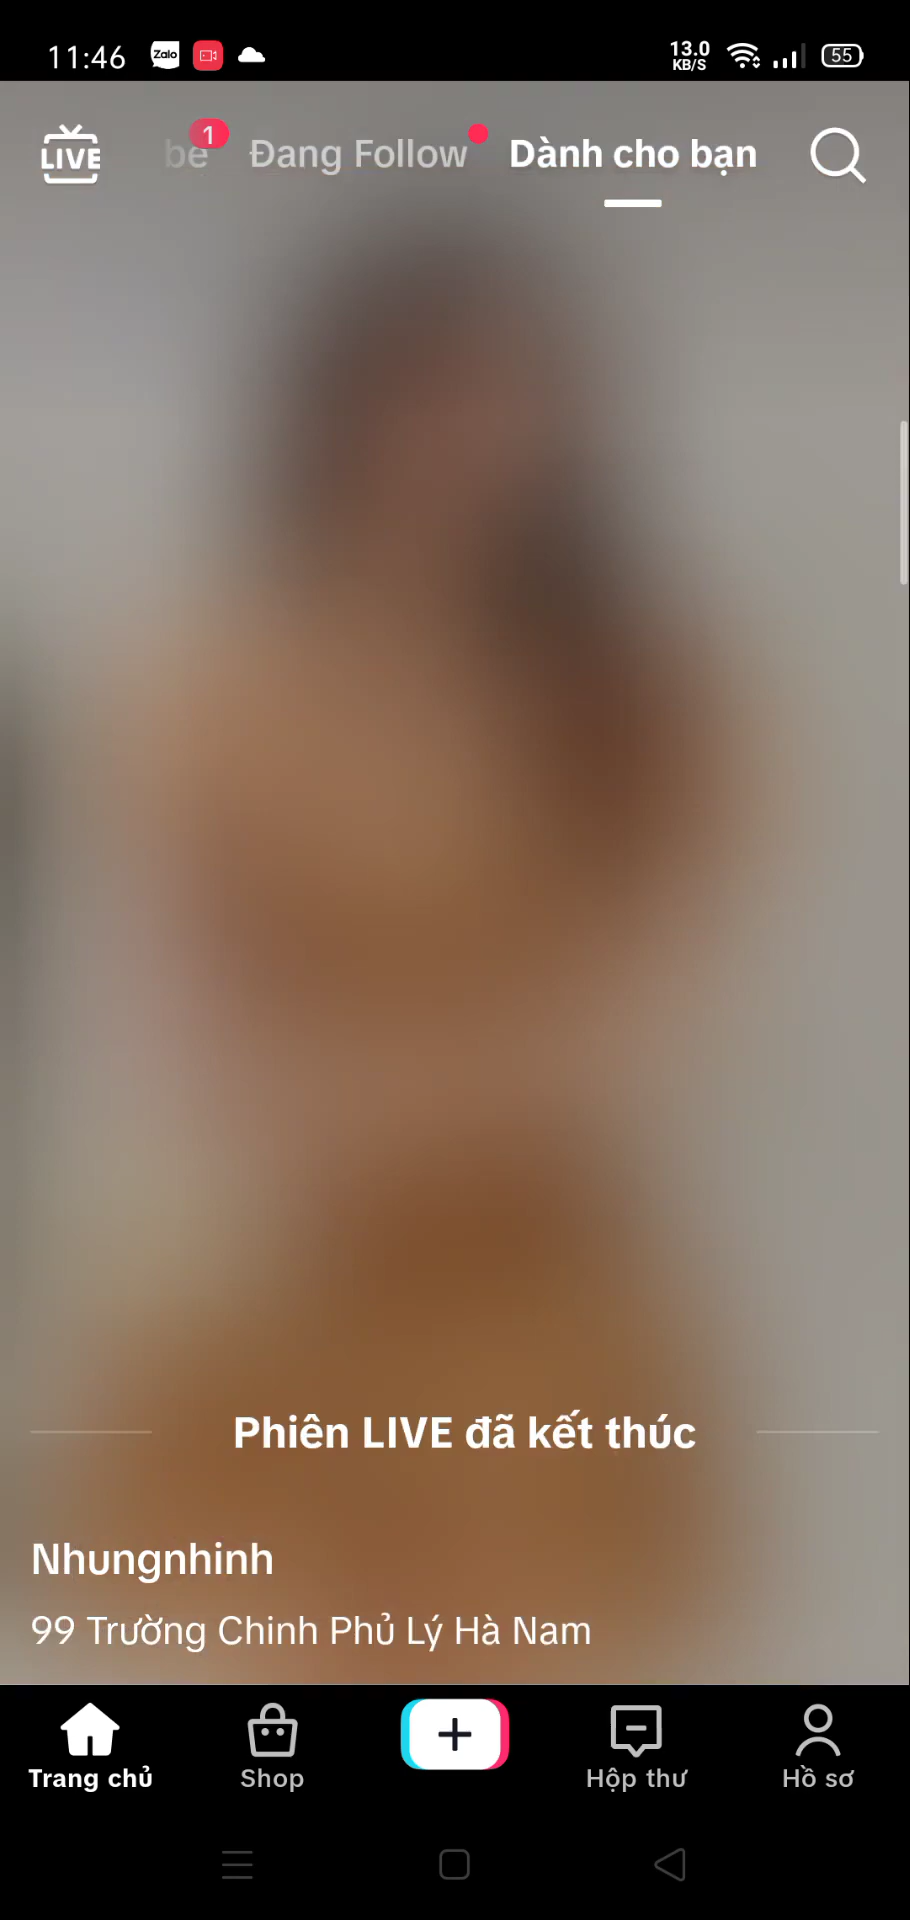 11:46 Zalo 13.0 KB/S 55
LIVE be 1 Đang Follow Dành cho bạn
Phiên LIVE đã kết thúc
Nhungnhinh
99 Trường Chinh Phủ Lý Hà Nam
Trang chủ Shop Hộp thư Hồ sơ